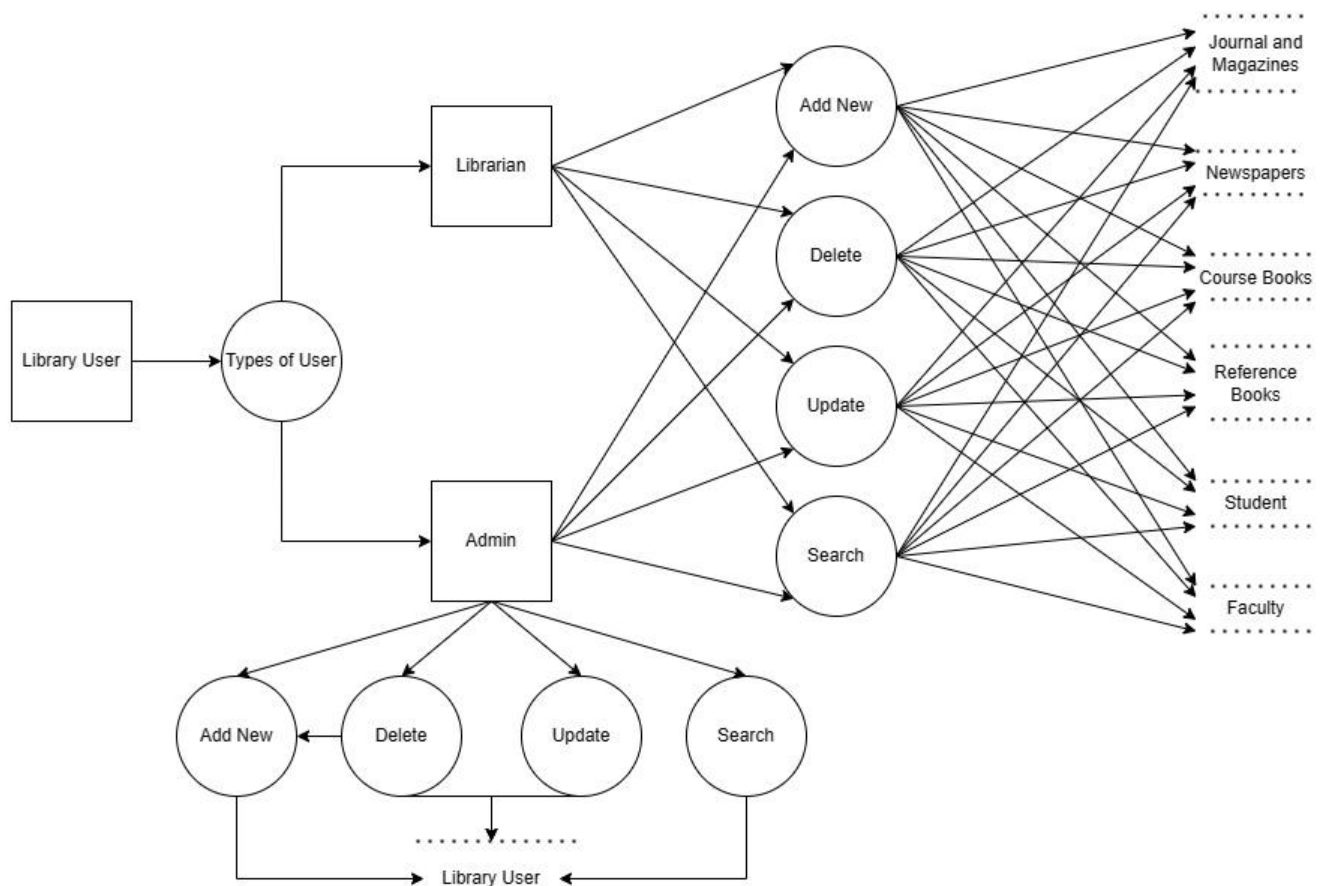 Journal and
Magazines
Add New
Librarian
Newspapers
Delete
Course Books
Library User
Types of User
Reference
Books
Update
Student
Admin
Search
Faculty
Add New
Delete
Update
Search
Library User